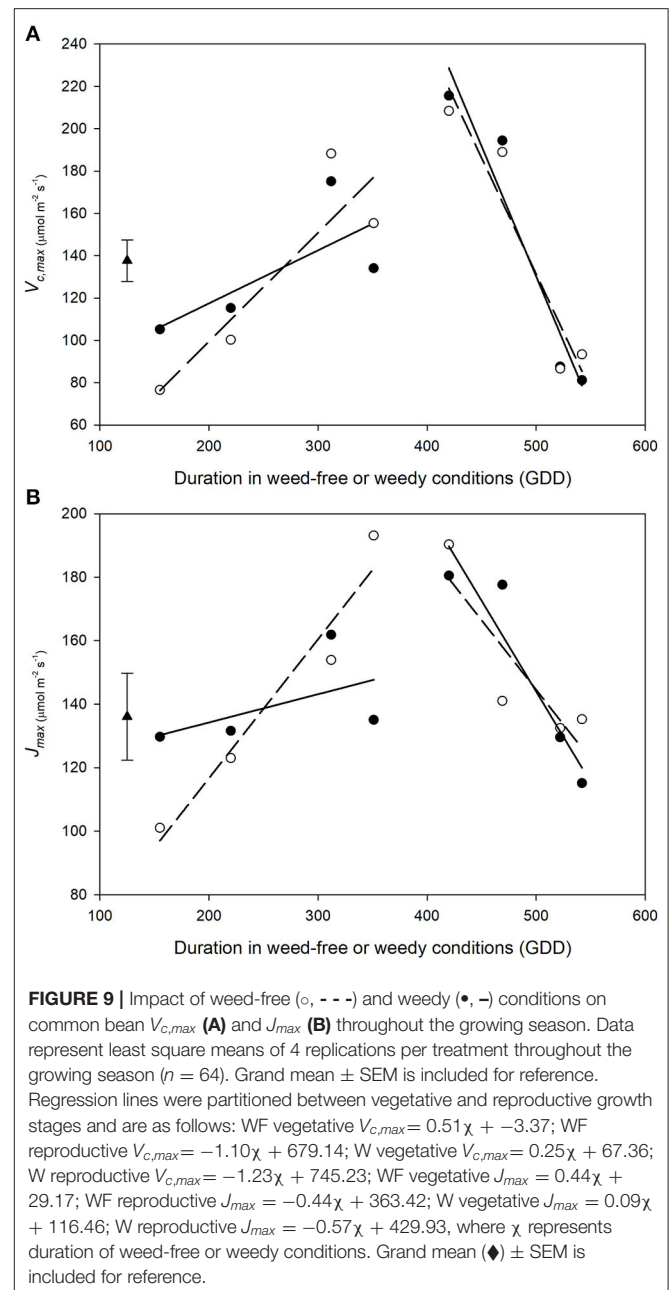 A
240
220
200
180
160
140
120
100
80
60
V c,max (μmol m⁻² s⁻¹)
100 200 300 400 500 600
Duration in weed-free or weedy conditions (GDD)
B
200
180
160
140
120
100
80
J max (μmol m⁻² s⁻¹)
100 200 300 400 500 600
Duration in weed-free or weedy conditions (GDD)
FIGURE 9 | Impact of weed-free (○, - - -) and weedy (•, –) conditions on
common bean Vc,max (A) and Jmax (B) throughout the growing season. Data
represent least square means of 4 replications per treatment throughout the
growing season (n = 64). Grand mean ± SEM is included for reference.
Regression lines were partitioned between vegetative and reproductive growth
stages and are as follows: WF vegetative Vc,max= 0.51χ + −3.37; WF
reproductive Vc,max= −1.10χ + 679.14; W vegetative Vc,max= 0.25χ + 67.36;
W reproductive Vc,max= −1.23χ + 745.23; WF vegetative Jmax = 0.44χ +
29.17; WF reproductive Jmax = −0.44χ + 363.42; W vegetative Jmax = 0.09χ
+ 116.46; W reproductive Jmax = −0.57χ + 429.93, where χ represents
duration of weed-free or weedy conditions. Grand mean (♦) ± SEM is
included for reference.